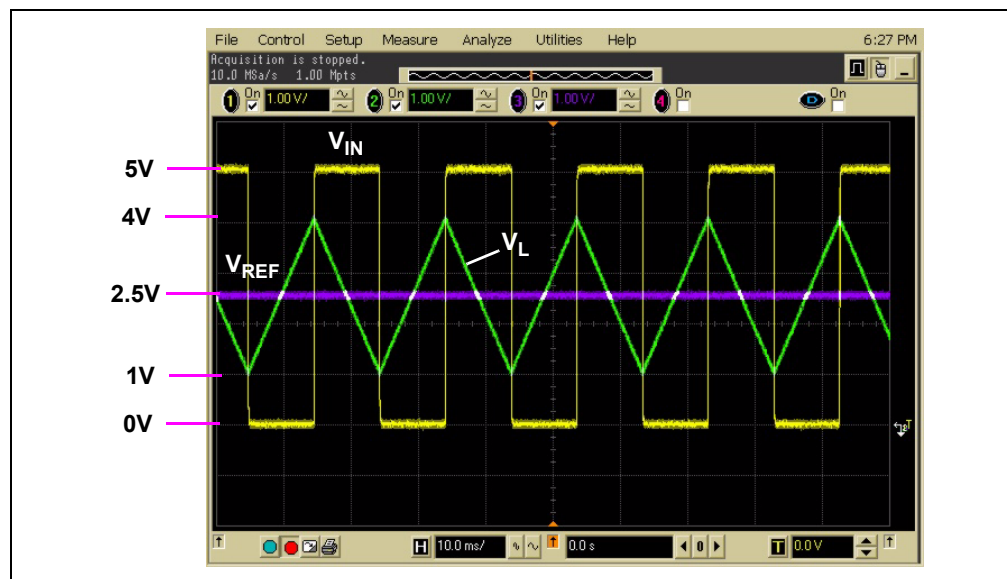 File Control Setup Measure Analyze Utilities Help 6:27 PM
Acquisition is stopped.
10.0 MSa/s 1.00 Mpts
1 On 1.00 V/ 2 On 1.00 V/ 3 On 1.00 V/ 4 On D On
VIN
5V
4V
VL
VREF
2.5V
1V
0V
H 10.0 ms/ 0.0 s 0 T 0.0 V